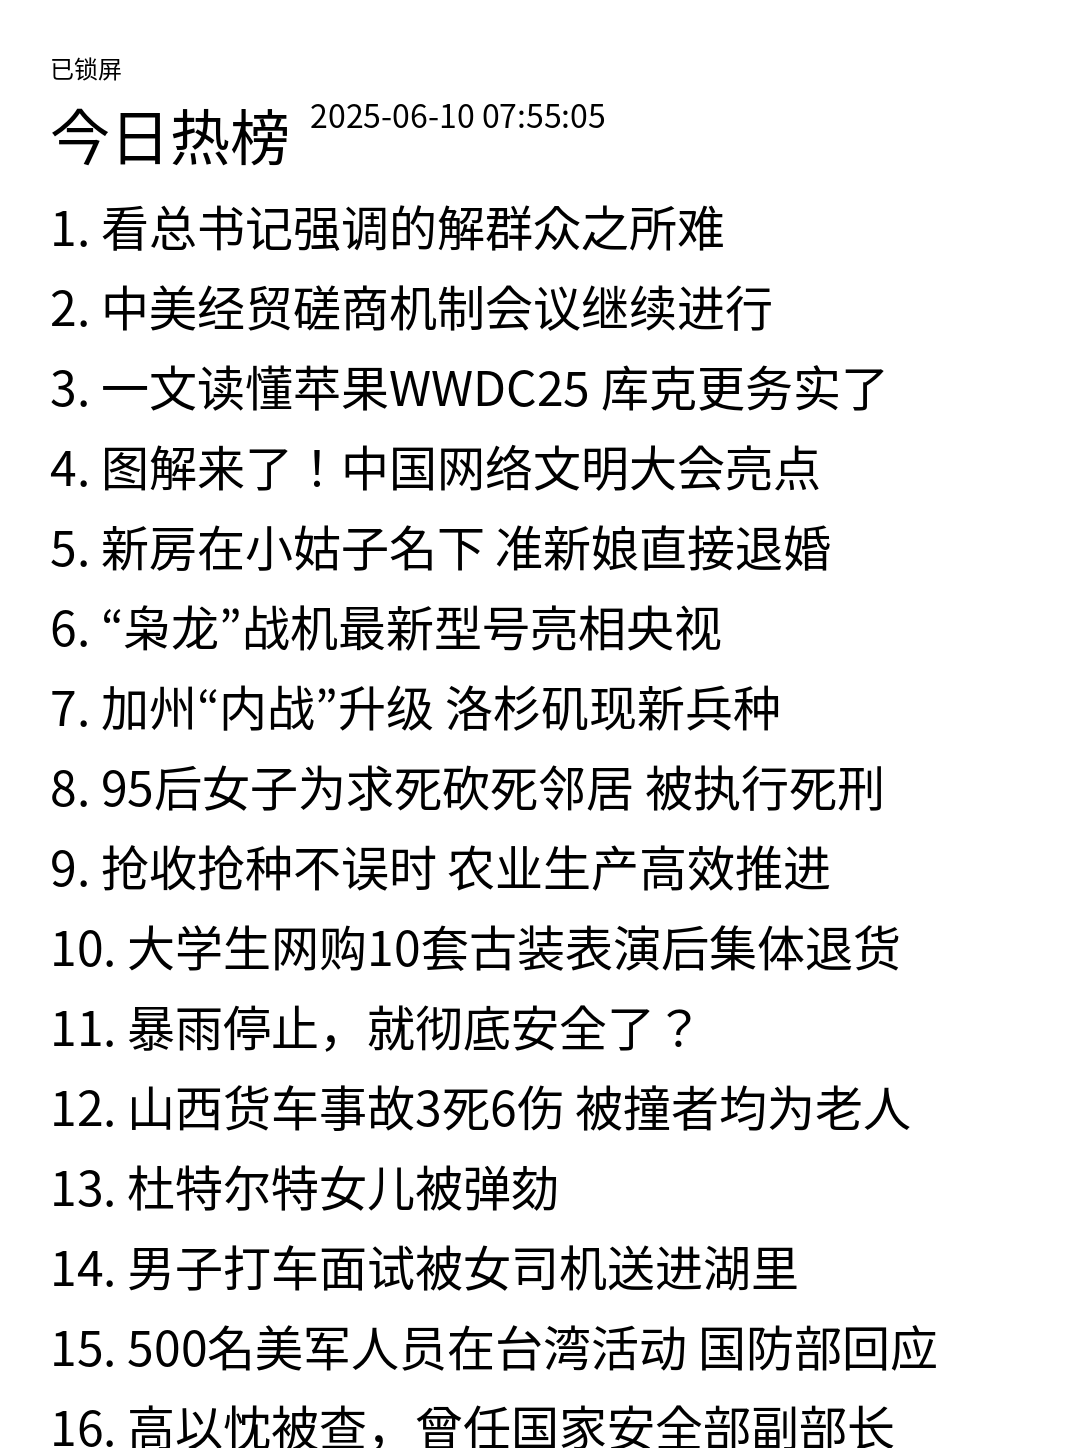 已锁屏
今日热榜 2025-06-10 07:55:05
1. 看总书记强调的解群众之所难
2. 中美经贸磋商机制会议继续进行
3. 一文读懂苹果WWDC25 库克更务实了
4. 图解来了！中国网络文明大会亮点
5. 新房在小姑子名下 准新娘直接退婚
6. “枭龙”战机最新型号亮相央视
7. 加州“内战”升级 洛杉矶现新兵种
8. 95后女子为求死砍死邻居 被执行死刑
9. 抢收抢种不误时 农业生产高效推进
10. 大学生网购10套古装表演后集体退货
11. 暴雨停止，就彻底安全了？
12. 山西货车事故3死6伤 被撞者均为老人
13. 杜特尔特女儿被弹劾
14. 男子打车面试被女司机送进湖里
15. 500名美军人员在台湾活动 国防部回应
16. 高以忱被查，曾任国家安全部副部长